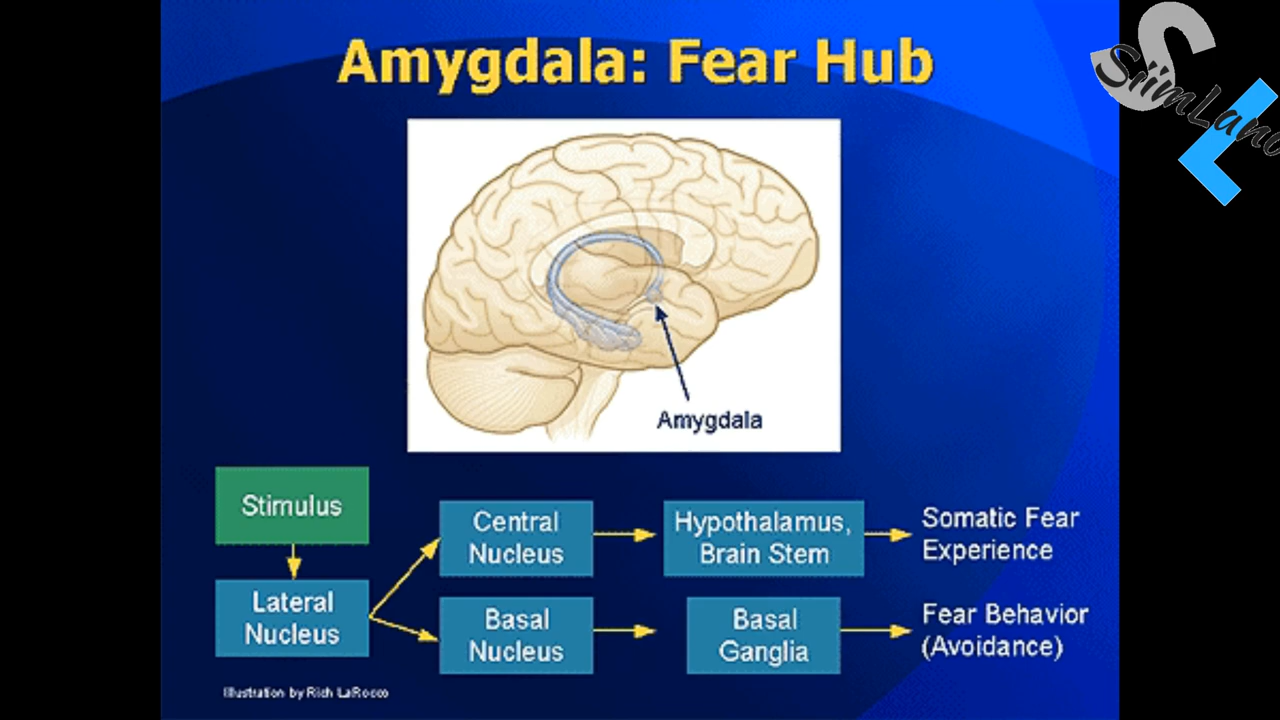 Amygdala: Fear Hub
SiimLand
Amygdala
Stimulus
Lateral
Nucleus
Central
Nucleus
Hypothalamus,
Brain Stem
Somatic Fear
Experience
Basal
Nucleus
Basal
Ganglia
Fear Behavior
(Avoidance)
Illustration by Rich LaRocco